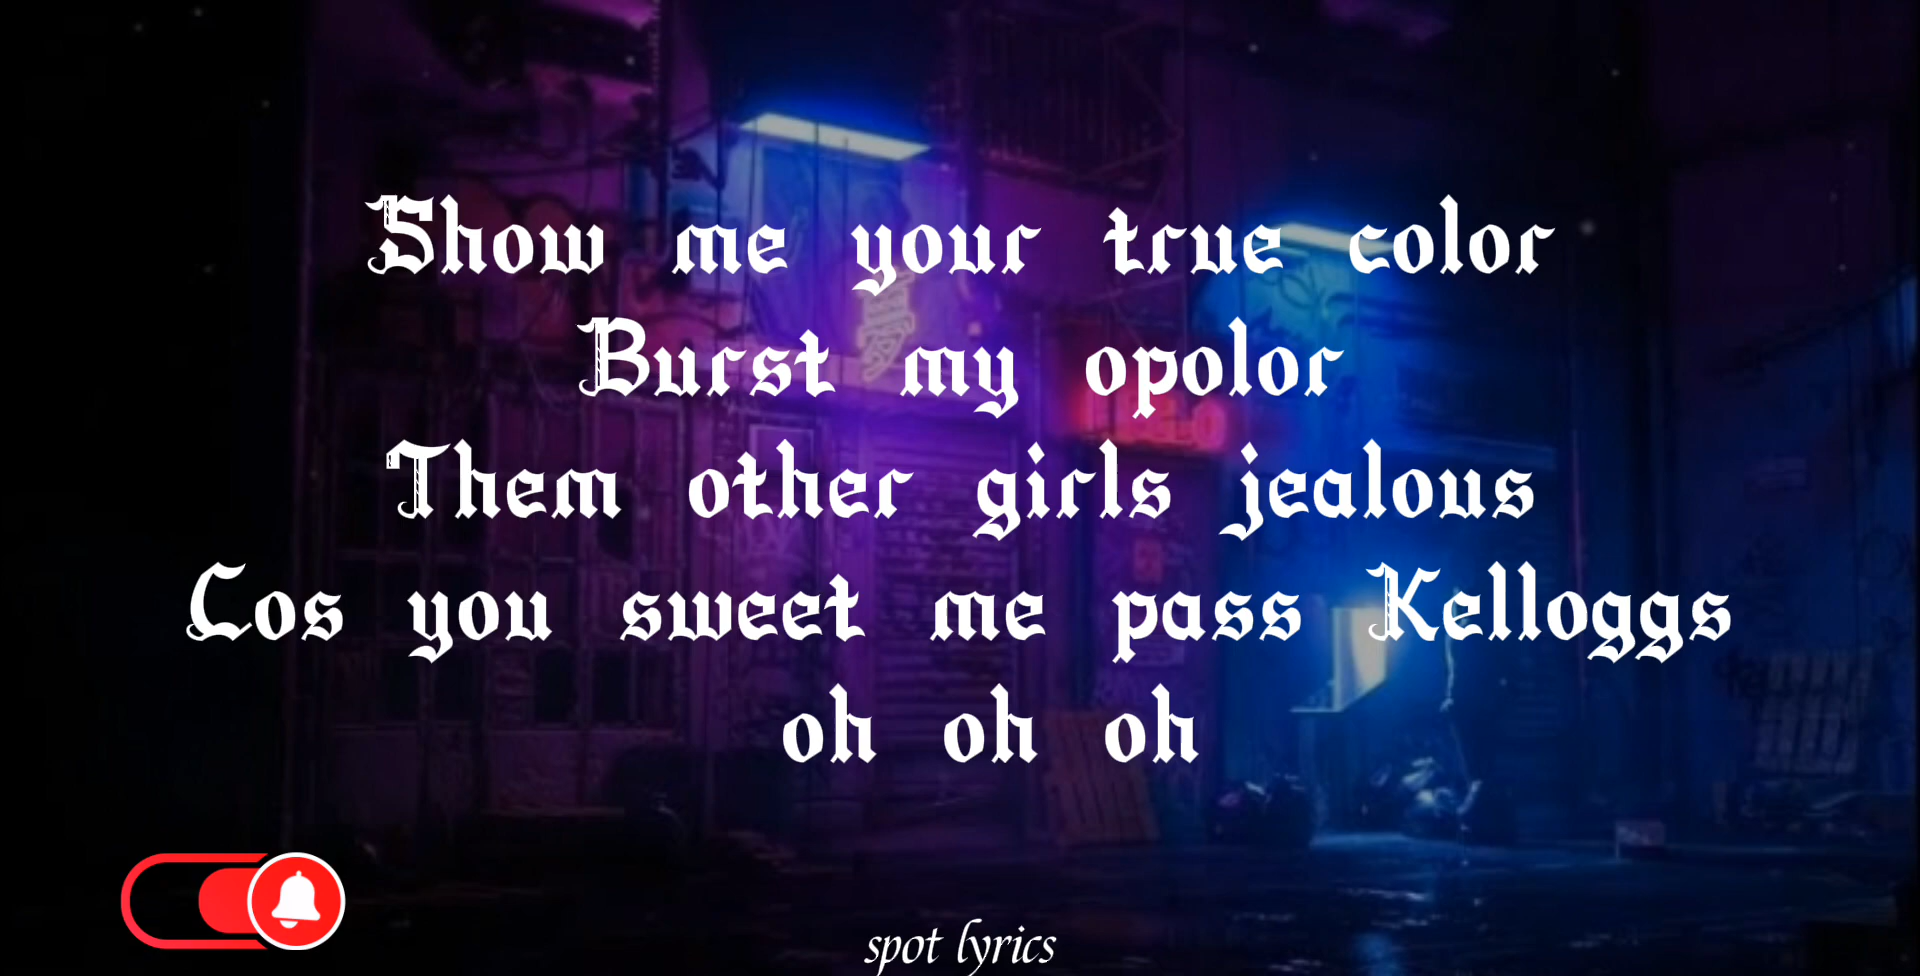 Show me your true color
Burst my opolor
Them other girls jealous
Cos you sweet me pass Kelloggs
oh oh oh
夢
spot lyrics